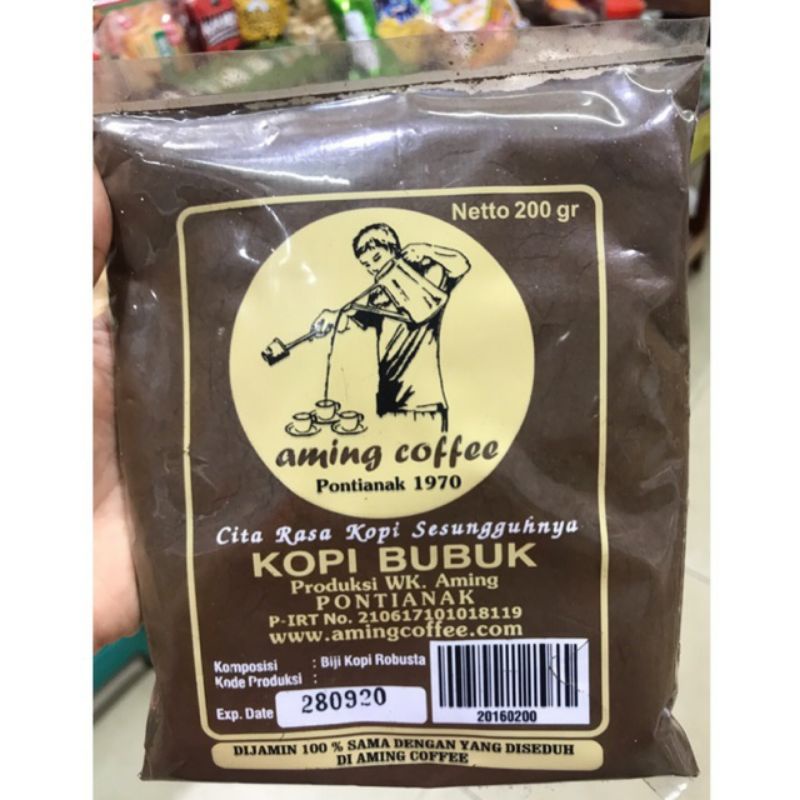 Netto 200 gr
aming coffee
Pontianak 1970
Cita Rasa Kopi Sesungguhnya
KOPI BUBUK
Produksi WK. Aming
PONTIANAK
P-IRT No. 210617101018119
www.amingcoffee.com
Komposisi : Biji Kopi Robusta
Kode Produksi :
Exp. Date 280920
20160200
DIJAMIN 100 % SAMA DENGAN YANG DISEDUH
DI AMING COFFEE